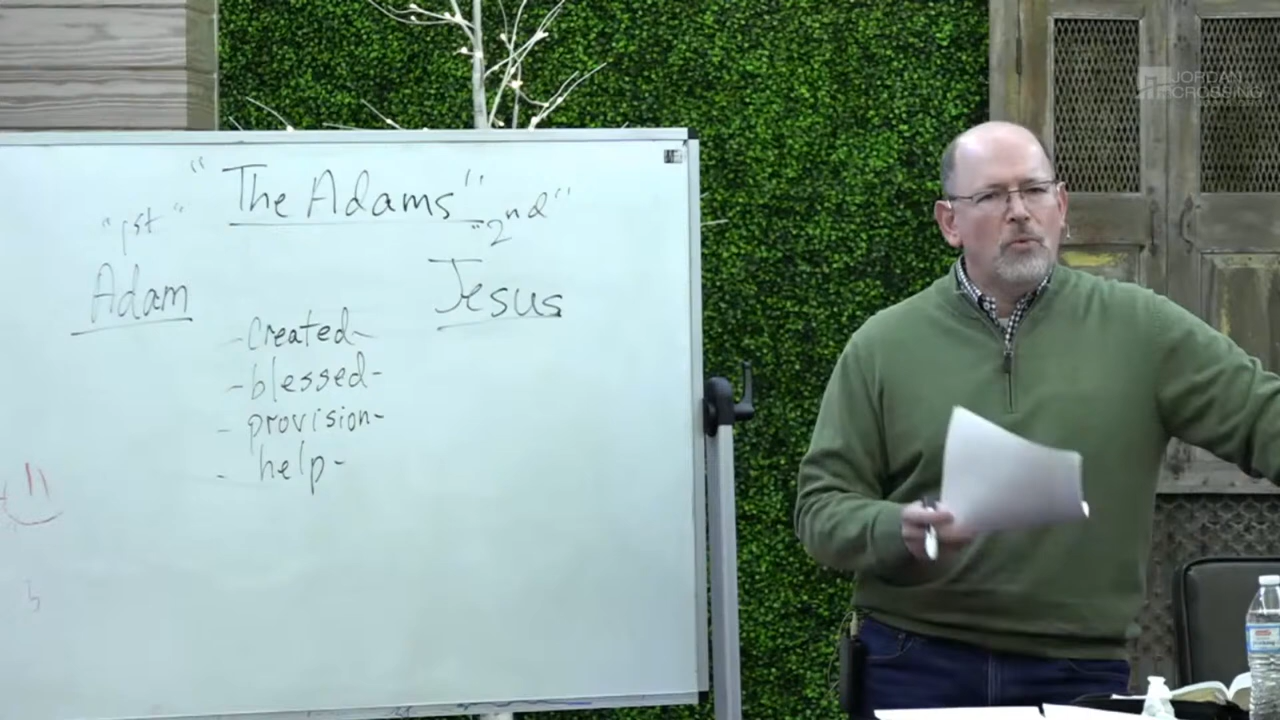 JORDAN
CROSSING
"The Adams"
"1st" "2nd"
Adam Jesus
-created-
-blessed-
-provision-
- help-